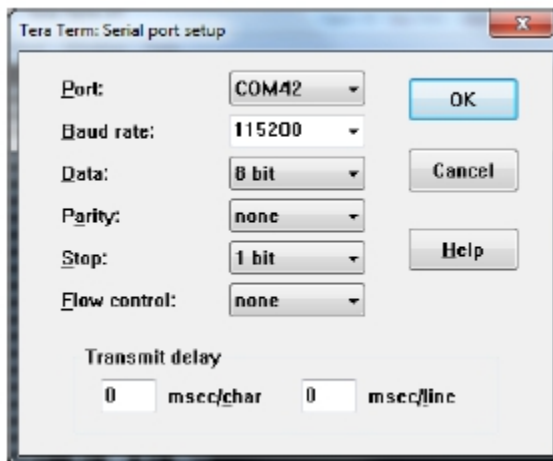 Tera Term: Serial port setup
Port: COM42
OK
Baud rate: 115200
Data: 8 bit
Cancel
Parity: none
Stop: 1 bit
Help
Flow control: none
Transmit delay
0 msec/char 0 msec/line